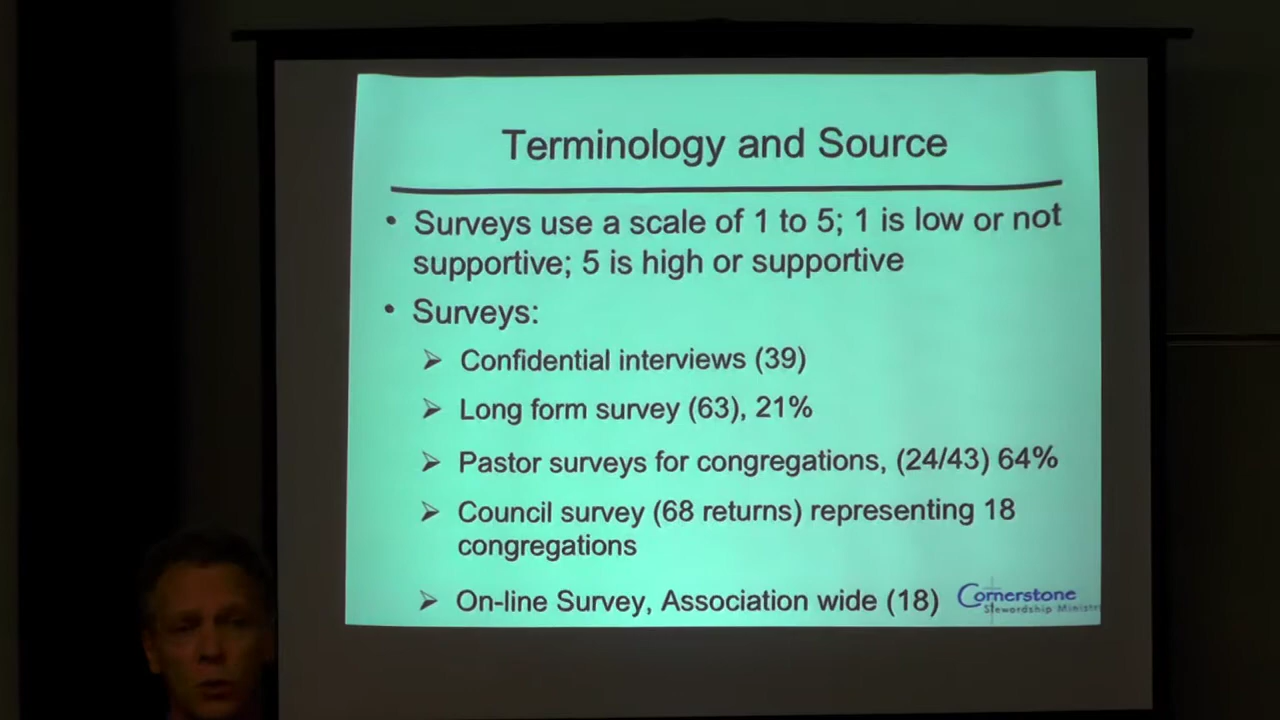 Terminology and Source
• Surveys use a scale of 1 to 5; 1 is low or not
supportive; 5 is high or supportive
• Surveys:
➢ Confidential interviews (39)
➢ Long form survey (63), 21%
➢ Pastor surveys for congregations, (24/43) 64%
➢ Council survey (68 returns) representing 18
congregations
➢ On-line Survey, Association wide (18)
Cornerstone
Stewardship